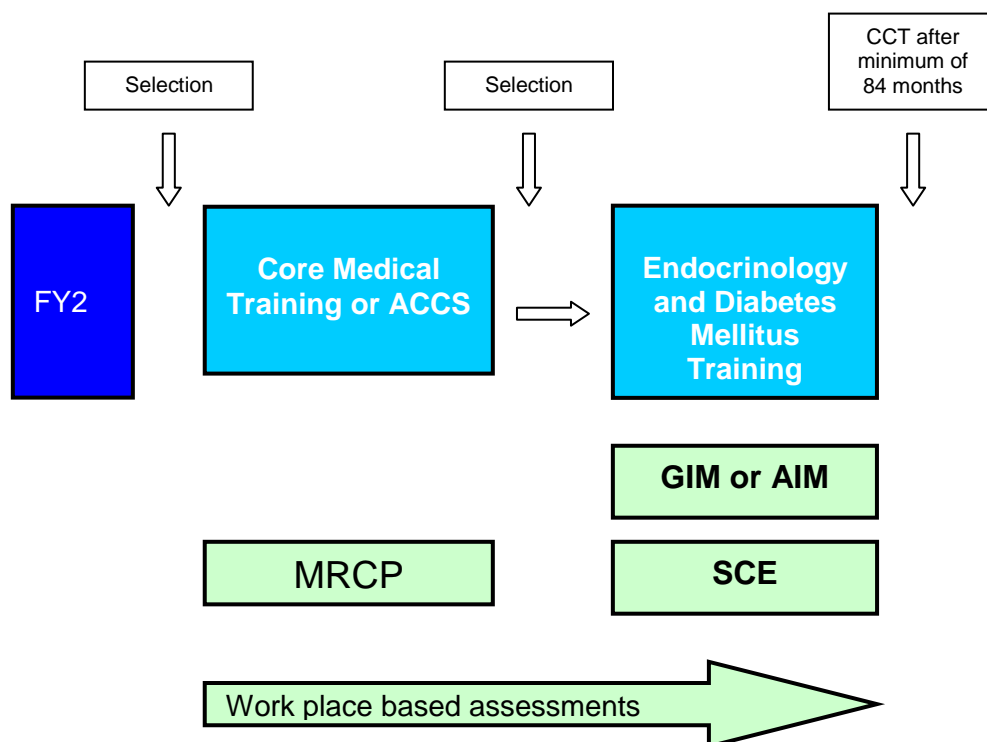 Selection
Selection
CCT after
minimum of
84 months
FY2
Core Medical
Training or ACCS
Endocrinology
and Diabetes
Mellitus
Training
GIM or AIM
MRCP
SCE
Work place based assessments